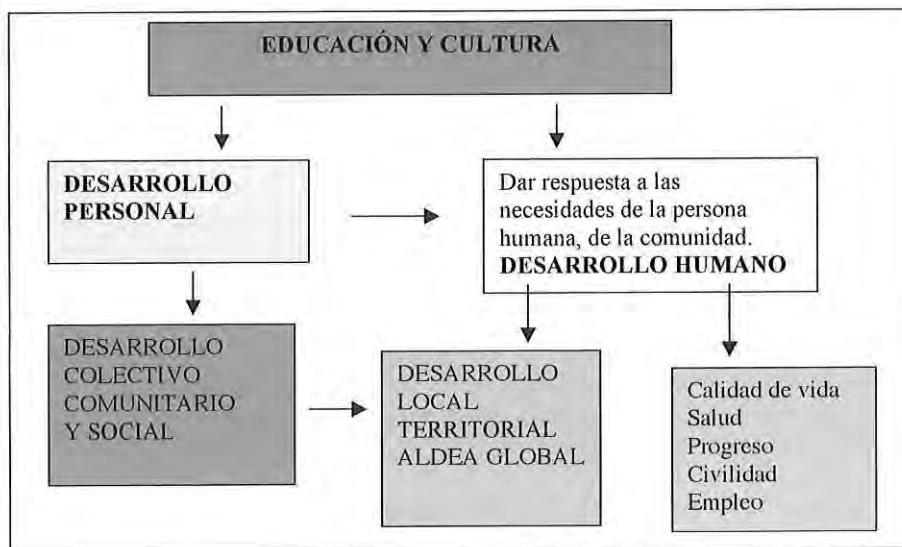 EDUCACIÓN Y CULTURA
DESARROLLO
PERSONAL
Dar respuesta a las
necesidades de la persona
humana, de la comunidad.
DESARROLLO HUMANO
DESARROLLO
COLECTIVO
COMUNITARIO
Y SOCIAL
DESARROLLO
LOCAL
TERRITORIAL
ALDEA GLOBAL
Calidad de vida
Salud
Progreso
Civilidad
Empleo